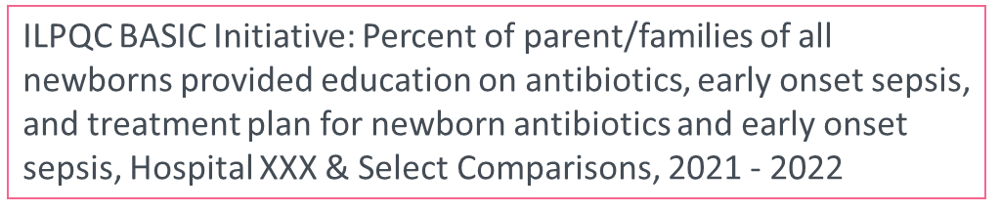 ILPQC BASIC Initiative: Percent of parent/families of all
newborns provided education on antibiotics, early onset sepsis,
and treatment plan for newborn antibiotics and early onset
sepsis, Hospital XXX & Select Comparisons, 2021 - 2022